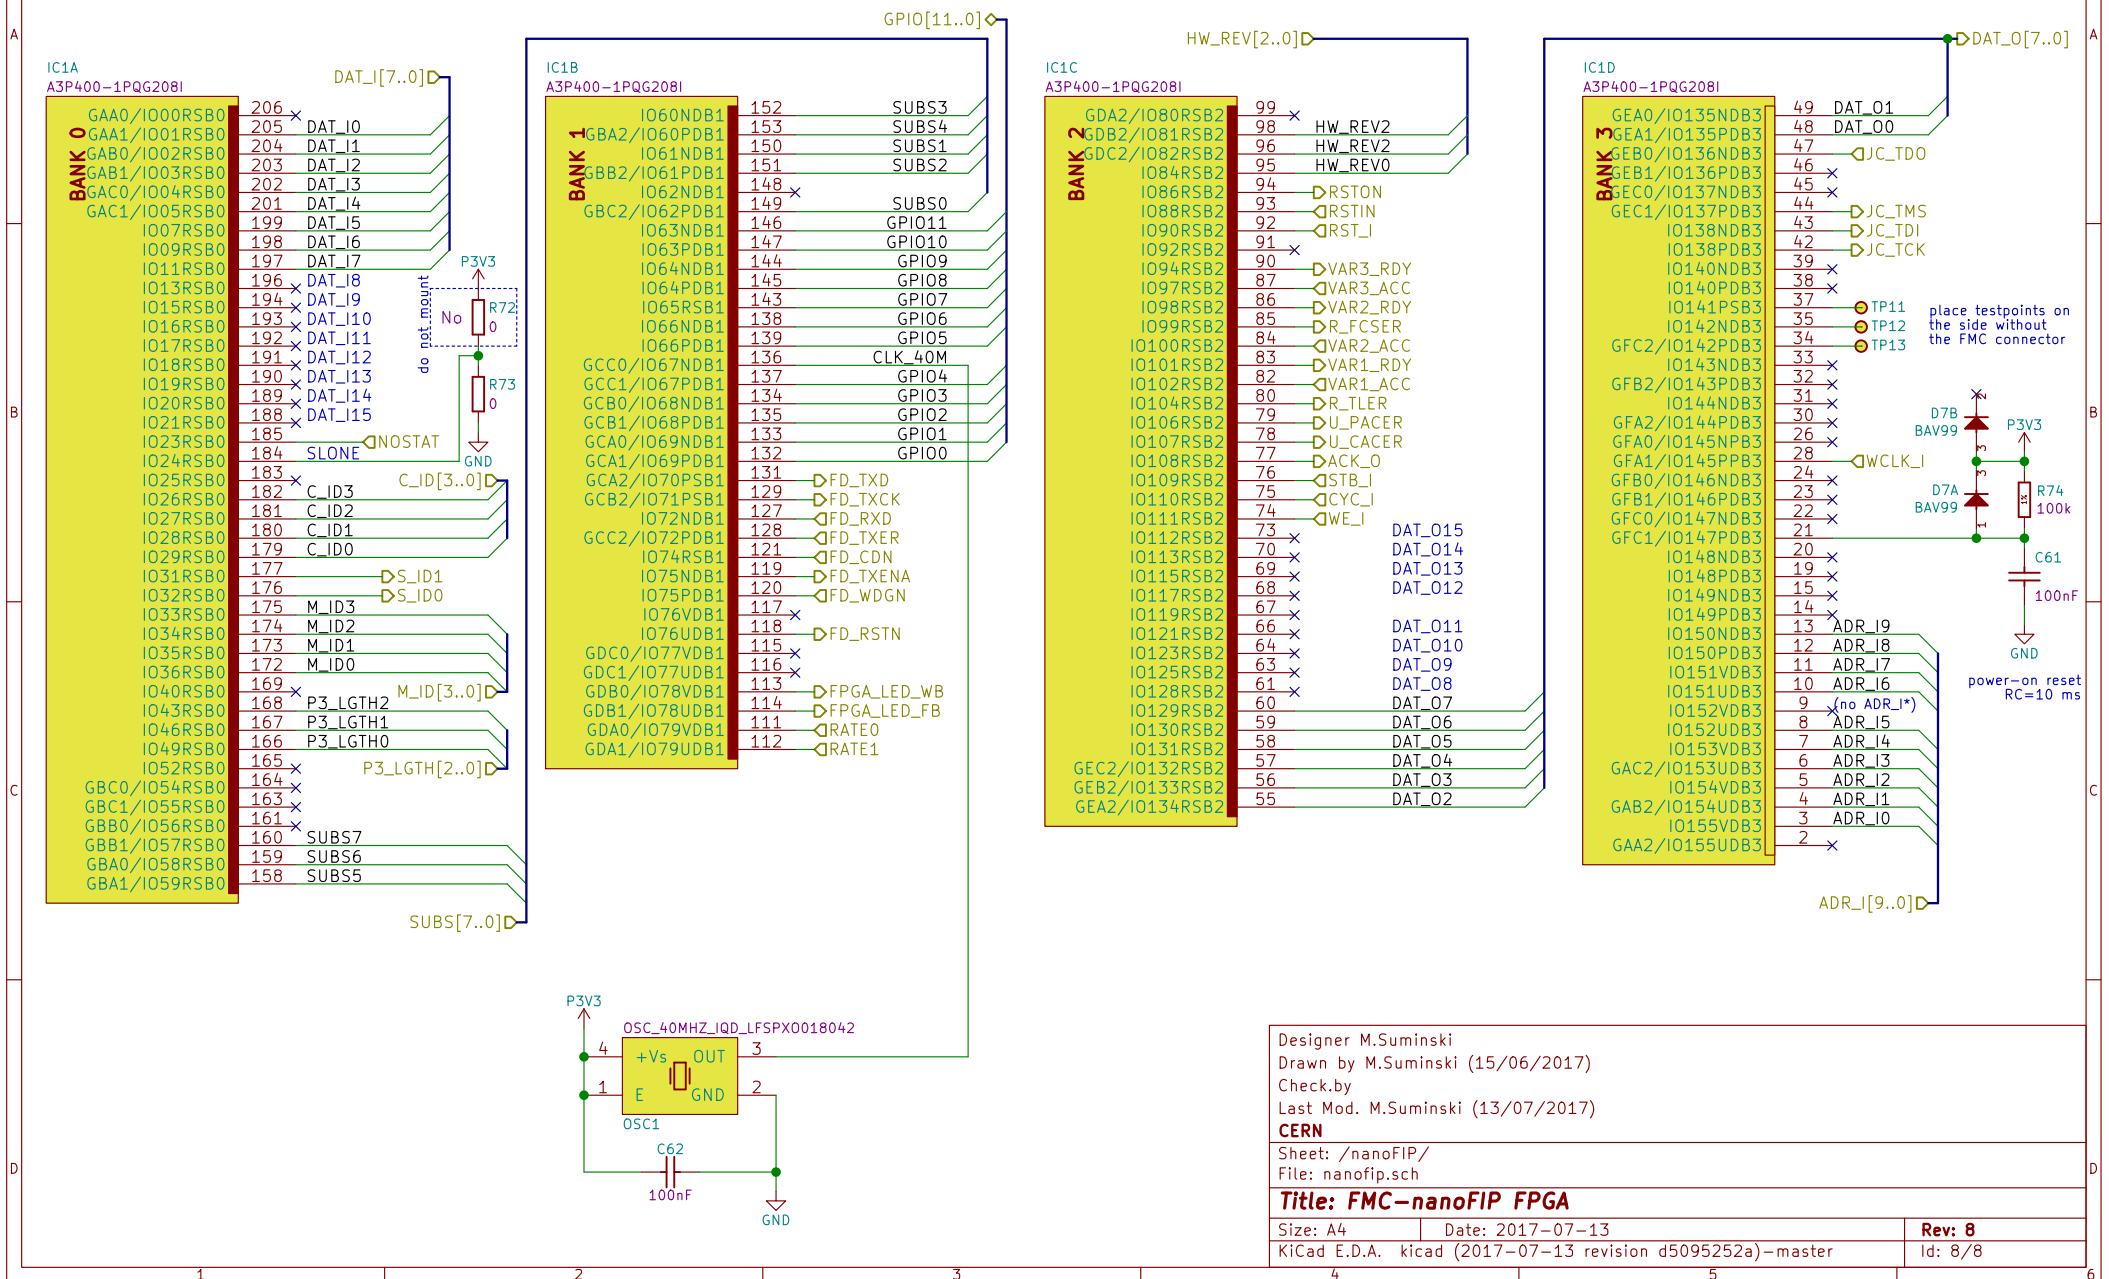 GPIO[11..0]
HW_REV[2..0]
DAT_O[7..0]
DAT_I[7..0]
IC1A
A3P400-1PQG208I
BANK 0
GAA0/IO00RSB0 206
GAA1/IO01RSB0 205 DAT_I0
GAB0/IO02RSB0 204 DAT_I1
GAB1/IO03RSB0 203 DAT_I2
GAC0/IO04RSB0 202 DAT_I3
GAC1/IO05RSB0 201 DAT_I4
IO07RSB0 199 DAT_I5
IO09RSB0 198 DAT_I6
IO11RSB0 197 DAT_I7
IO13RSB0 196 DAT_I8
IO15RSB0 194 DAT_I9
IO16RSB0 193 DAT_I10
IO17RSB0 192 DAT_I11
IO18RSB0 191 DAT_I12
IO19RSB0 190 DAT_I13
IO20RSB0 189 DAT_I14
IO21RSB0 188 DAT_I15
IO23RSB0 185 NOSTAT
IO24RSB0 184 SLONE
IO25RSB0 183
IO26RSB0 182 C_ID3
IO27RSB0 181 C_ID2
IO28RSB0 180 C_ID1
IO29RSB0 179 C_ID0
IO31RSB0 177 S_ID1
IO32RSB0 176 S_ID0
IO33RSB0 175 M_ID3
IO34RSB0 174 M_ID2
IO35RSB0 173 M_ID1
IO36RSB0 172 M_ID0
IO40RSB0 169
IO43RSB0 168 P3_LGTH2
IO46RSB0 167 P3_LGTH1
IO49RSB0 166 P3_LGTH0
IO52RSB0 165
GBC0/IO54RSB0 164
GBC1/IO55RSB0 163
GBB0/IO56RSB0 161
GBB1/IO57RSB0 160 SUBS7
GBA0/IO58RSB0 159 SUBS6
GBA1/IO59RSB0 158 SUBS5
P3V3
R72
0
No
do not mount
R73
0
GND
C_ID[3..0]
M_ID[3..0]
P3_LGTH[2..0]
SUBS[7..0]
IC1B
A3P400-1PQG208I
BANK 1
IO60NDB1 152 SUBS3
GBA2/IO60PDB1 153 SUBS4
IO61NDB1 150 SUBS1
GBB2/IO61PDB1 151 SUBS2
IO62NDB1 148
GBC2/IO62PDB1 149 SUBS0
IO63NDB1 146 GPIO11
IO63PDB1 147 GPIO10
IO64NDB1 144 GPIO9
IO64PDB1 145 GPIO8
IO65RSB1 143 GPIO7
IO66NDB1 138 GPIO6
IO66PDB1 139 GPIO5
GCC0/IO67NDB1 136 CLK_40M
GCC1/IO67PDB1 137 GPIO4
GCB0/IO68NDB1 134 GPIO3
GCB1/IO68PDB1 135 GPIO2
GCA0/IO69NDB1 133 GPIO1
GCA1/IO69PDB1 132 GPIO0
GCA2/IO70PSB1 131 FD_TXD
GCB2/IO71PSB1 129 FD_TXCK
IO72NDB1 127 FD_RXD
GCC2/IO72PDB1 128 FD_TXER
IO74RSB1 121 FD_CDN
IO75NDB1 119 FD_TXENA
IO75PDB1 120 FD_WDGN
IO76VDB1 117
IO76UDB1 118 FD_RSTN
GDC0/IO77VDB1 115
GDC1/IO77UDB1 116
GDB0/IO78VDB1 113 FPGA_LED_WB
GDB1/IO78UDB1 114 FPGA_LED_FB
GDA0/IO79VDB1 111 RATE0
GDA1/IO79UDB1 112 RATE1
IC1C
A3P400-1PQG208I
BANK 2
GDA2/IO80RSB2 99
GDB2/IO81RSB2 98 HW_REV2
GDC2/IO82RSB2 96 HW_REV2
IO84RSB2 95 HW_REV0
IO86RSB2 94 RSTON
IO88RSB2 93 RSTIN
IO90RSB2 92 RST_I
IO92RSB2 91
IO94RSB2 90 VAR3_RDY
IO97RSB2 87 VAR3_ACC
IO98RSB2 86 VAR2_RDY
IO99RSB2 85 R_FCSER
IO100RSB2 84 VAR2_ACC
IO101RSB2 83 VAR1_RDY
IO102RSB2 82 VAR1_ACC
IO104RSB2 80 R_TLER
IO106RSB2 79 U_PACER
IO107RSB2 78 U_CACER
IO108RSB2 77 ACK_O
IO109RSB2 76 STB_I
IO110RSB2 75 CYC_I
IO111RSB2 74 WE_I
IO112RSB2 73 DAT_O15
IO113RSB2 70 DAT_O14
IO115RSB2 69 DAT_O13
IO117RSB2 68 DAT_O12
IO119RSB2 67
IO121RSB2 66 DAT_O11
IO123RSB2 64 DAT_O10
IO125RSB2 63 DAT_O9
IO128RSB2 61 DAT_O8
IO129RSB2 60 DAT_O7
IO130RSB2 59 DAT_O6
IO131RSB2 58 DAT_O5
GEC2/IO132RSB2 57 DAT_O4
GEB2/IO133RSB2 56 DAT_O3
GEA2/IO134RSB2 55 DAT_O2
IC1D
A3P400-1PQG208I
BANK 3
GEA0/IO135NDB3 49 DAT_O1
GEA1/IO135PDB3 48 DAT_O0
GEB0/IO136NDB3 47 JC_TDO
GEB1/IO136PDB3 46
GEC0/IO137NDB3 45
GEC1/IO137PDB3 44 JC_TMS
IO138NDB3 43 JC_TDI
IO138PDB3 42 JC_TCK
IO140NDB3 39
IO140PDB3 38
IO141PSB3 37 TP11
IO142NDB3 35 TP12
GFC2/IO142PDB3 34 TP13
IO143NDB3 33
GFB2/IO143PDB3 32
IO144NDB3 31
GFA2/IO144PDB3 30
GFA0/IO145NPB3 26
GFA1/IO145PPB3 28 WCLK_I
GFB0/IO146NDB3 24
GFB1/IO146PDB3 23
GFC0/IO147NDB3 22
GFC1/IO147PDB3 21
IO148NDB3 20
IO148PDB3 19
IO149NDB3 15
IO149PDB3 14
IO150NDB3 13 ADR_I9
IO150PDB3 12 ADR_I8
IO151VDB3 11 ADR_I7
IO151UDB3 10 ADR_I6
IO152VDB3 9 (no ADR_I*)
IO152UDB3 8 ADR_I5
IO153VDB3 7 ADR_I4
GAC2/IO153UDB3 6 ADR_I3
IO154VDB3 5 ADR_I2
GAB2/IO154UDB3 4 ADR_I1
IO155VDB3 3 ADR_I0
GAA2/IO155UDB3 2
place testpoints on
the side without
the FMC connector
2
D7B
BAV99
3
P3V3
3
D7A
BAV99
1
R74
1%
100k
C61
100nF
GND
power-on reset
RC=10 ms
ADR_I[9..0]
P3V3
OSC_40MHZ_IQD_LFSPXO018042
4 +Vs OUT 3
1 E GND 2
OSC1
C62
100nF
GND
Designer M.Suminski
Drawn by M.Suminski (15/06/2017)
Check.by
Last Mod. M.Suminski (13/07/2017)
CERN
Sheet: /nanoFIP/
File: nanofip.sch
Title: FMC-nanoFIP FPGA
Size: A4 Date: 2017-07-13 Rev: 8
KiCad E.D.A. kicad (2017-07-13 revision d5095252a)-master Id: 8/8
A
B
C
D
A
B
C
D
1 2 3 4 5 6